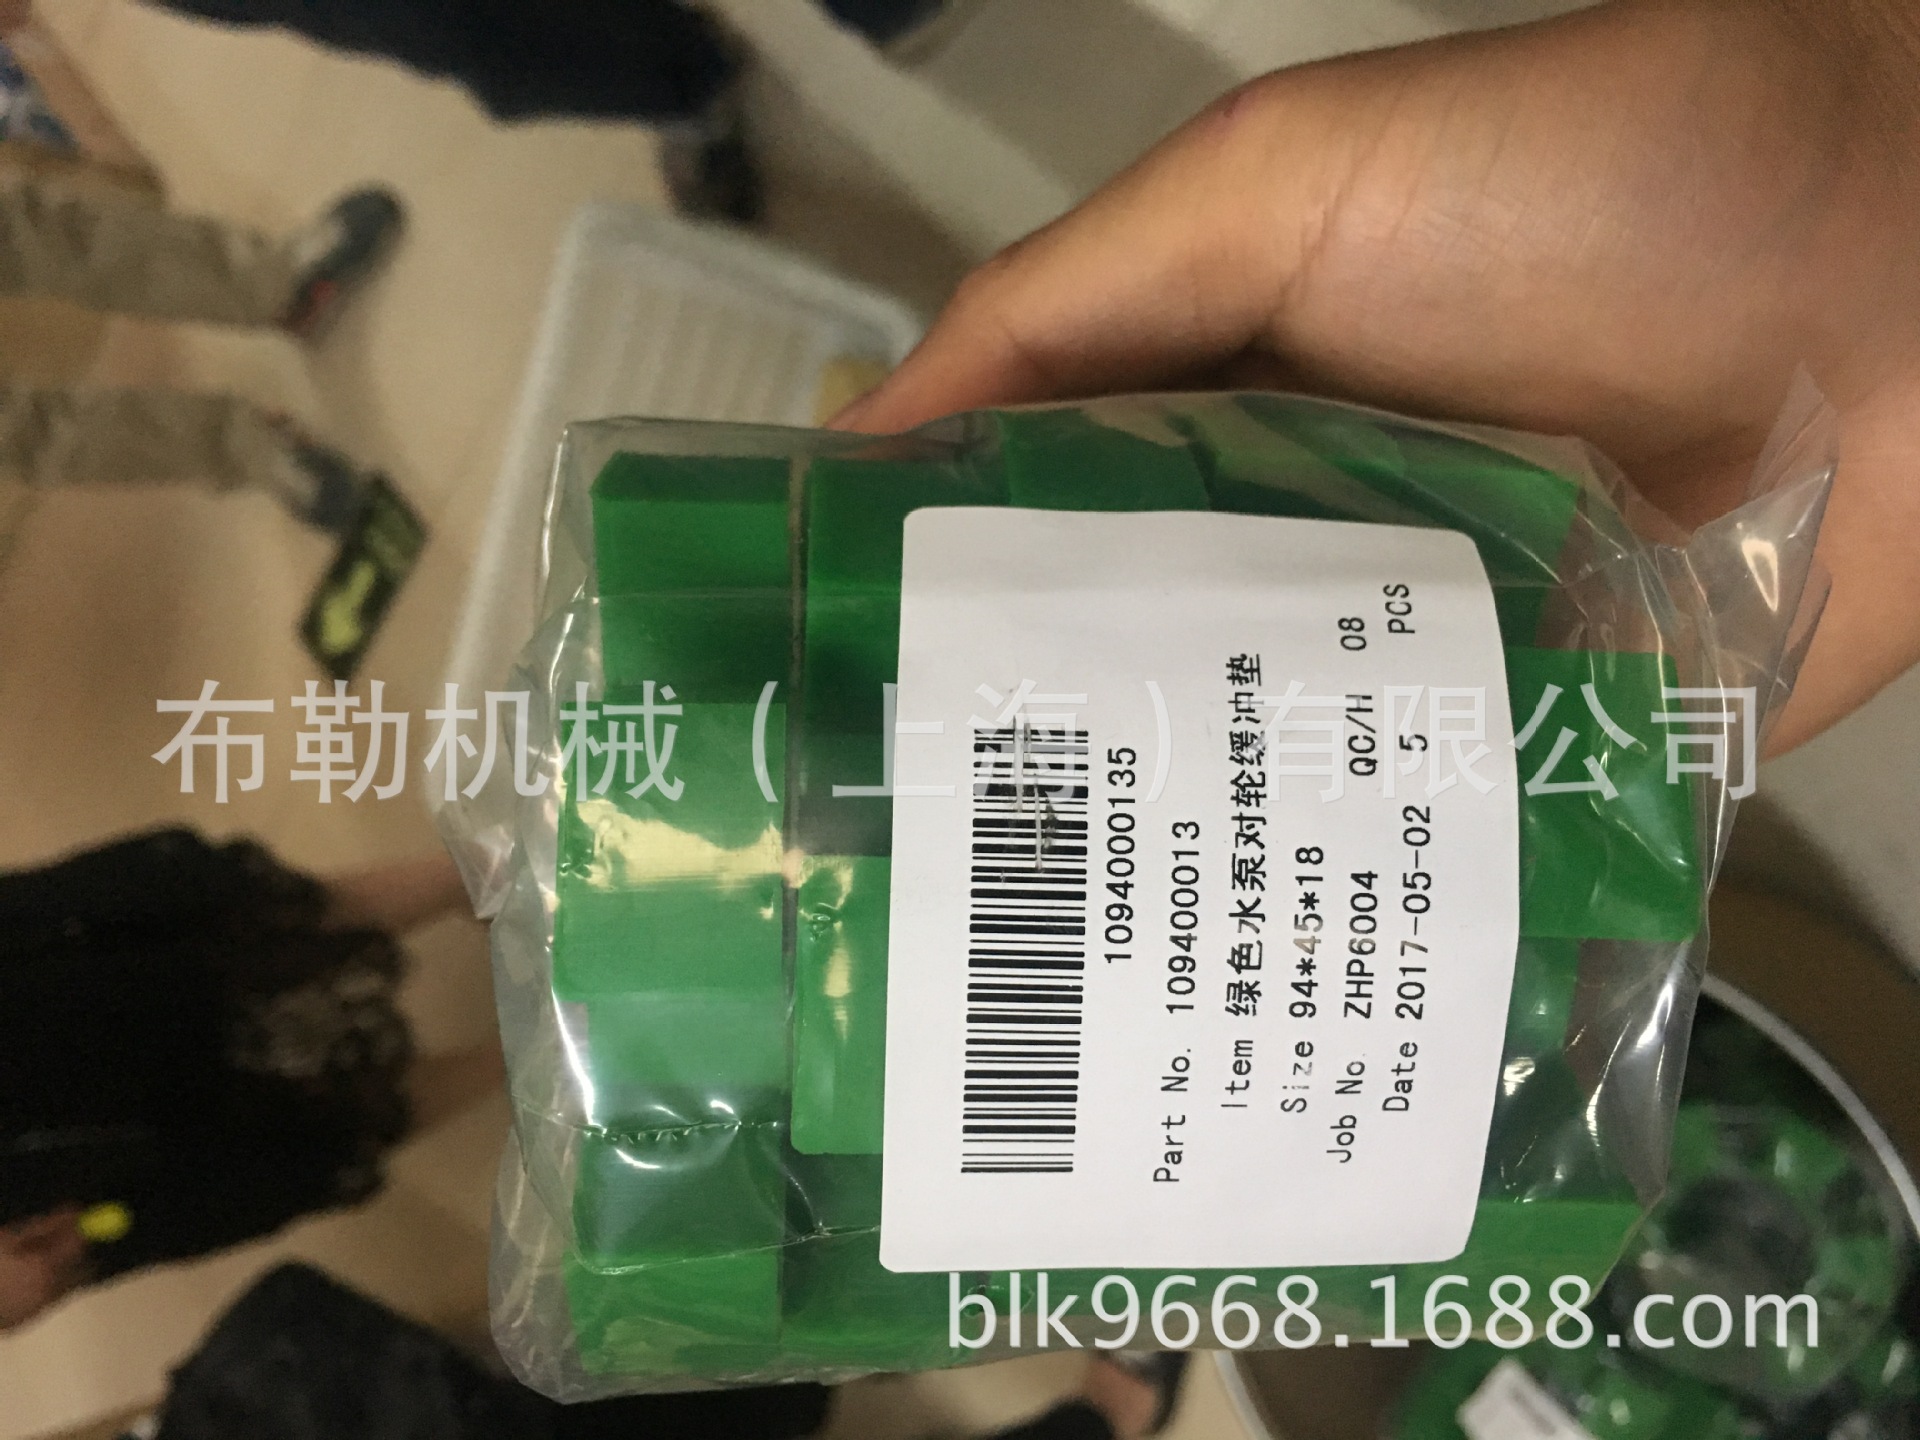 10940000135
Part No. 1094000013
Item 绿色水泵对轮缓冲垫
Size 94*45*18
Job No. ZHP6004 QC/H 08
Date 2017-05-02 5 PCS
布勒机械（上海）有限公司
blk9668.1688.com